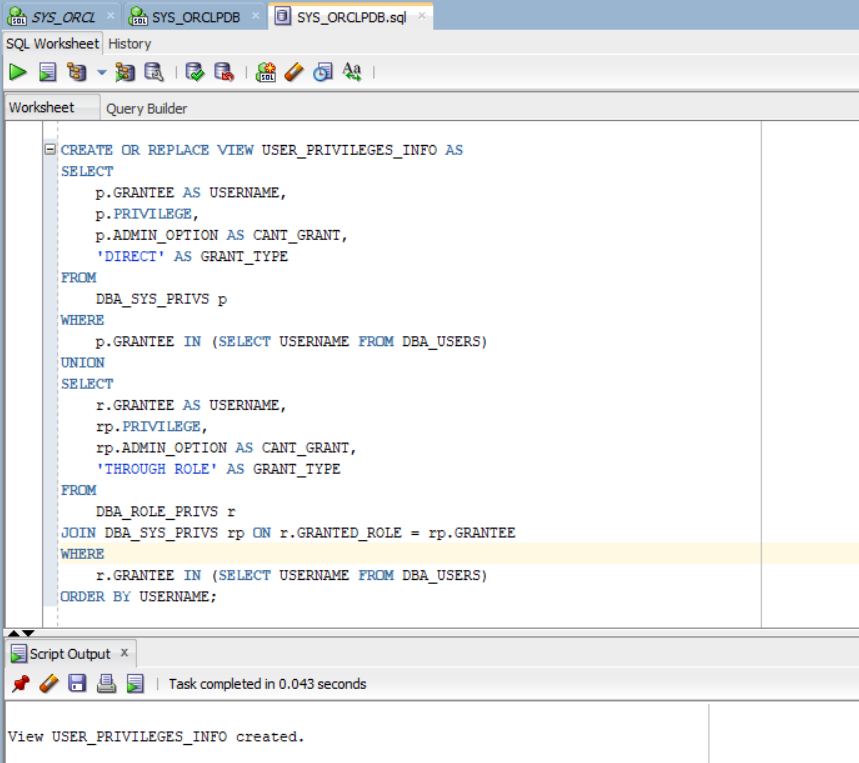 SYS_ORCL × SYS_ORCLPDB × SYS_ORCLPDB.sql ×
SQL Worksheet History
Worksheet Query Builder
CREATE OR REPLACE VIEW USER_PRIVILEGES_INFO AS
SELECT
p.GRANTEE AS USERNAME,
p.PRIVILEGE,
p.ADMIN_OPTION AS CANT_GRANT,
'DIRECT' AS GRANT_TYPE
FROM
DBA_SYS_PRIVS p
WHERE
p.GRANTEE IN (SELECT USERNAME FROM DBA_USERS)
UNION
SELECT
r.GRANTEE AS USERNAME,
rp.PRIVILEGE,
rp.ADMIN_OPTION AS CANT_GRANT,
'THROUGH ROLE' AS GRANT_TYPE
FROM
DBA_ROLE_PRIVS r
JOIN DBA_SYS_PRIVS rp ON r.GRANTED_ROLE = rp.GRANTEE
WHERE
r.GRANTEE IN (SELECT USERNAME FROM DBA_USERS)
ORDER BY USERNAME;
Script Output ×
Task completed in 0.043 seconds
View USER_PRIVILEGES_INFO created.